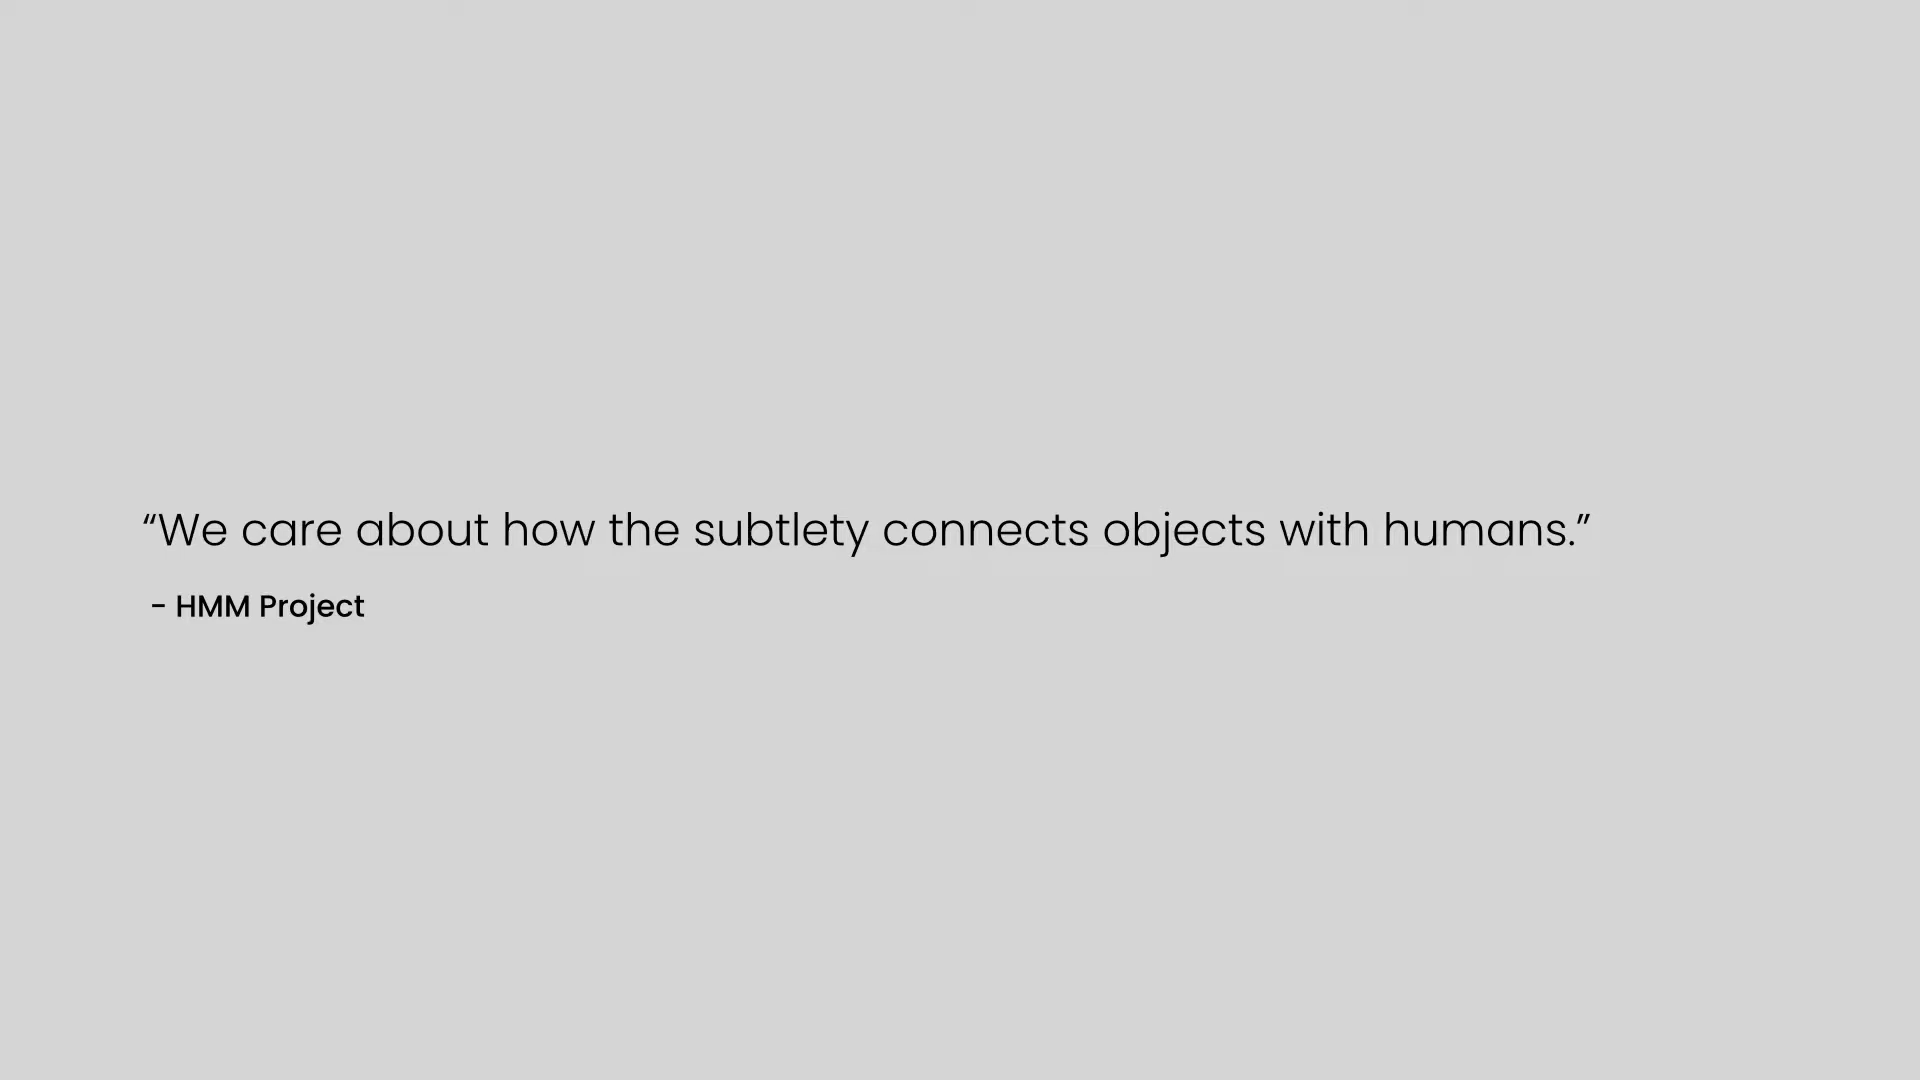 “We care about how the subtlety connects objects with humans.”
- HMM Project